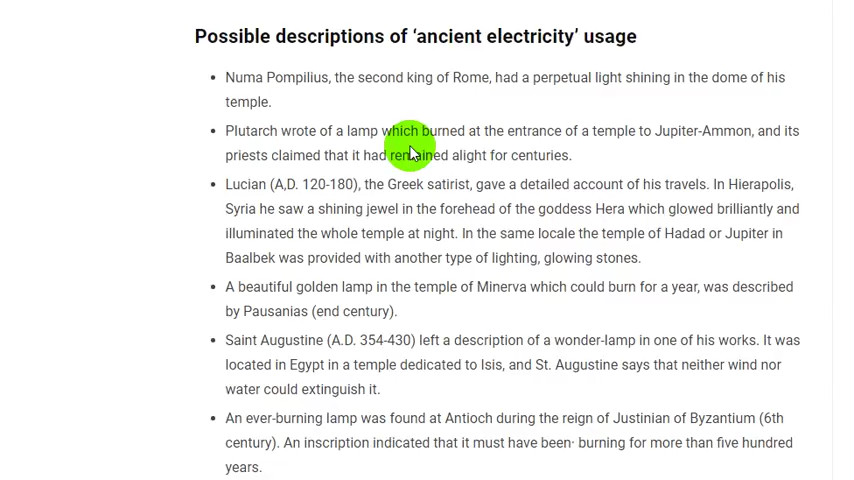 Possible descriptions of ‘ancient electricity’ usage
• Numa Pompilius, the second king of Rome, had a perpetual light shining in the dome of his
temple.
• Plutarch wrote of a lamp which burned at the entrance of a temple to Jupiter-Ammon, and its
priests claimed that it had remained alight for centuries.
• Lucian (A,D. 120-180), the Greek satirist, gave a detailed account of his travels. In Hierapolis,
Syria he saw a shining jewel in the forehead of the goddess Hera which glowed brilliantly and
illuminated the whole temple at night. In the same locale the temple of Hadad or Jupiter in
Baalbek was provided with another type of lighting, glowing stones.
• A beautiful golden lamp in the temple of Minerva which could burn for a year, was described
by Pausanias (end century).
• Saint Augustine (A.D. 354-430) left a description of a wonder-lamp in one of his works. It was
located in Egypt in a temple dedicated to Isis, and St. Augustine says that neither wind nor
water could extinguish it.
• An ever-burning lamp was found at Antioch during the reign of Justinian of Byzantium (6th
century). An inscription indicated that it must have been· burning for more than five hundred
years.